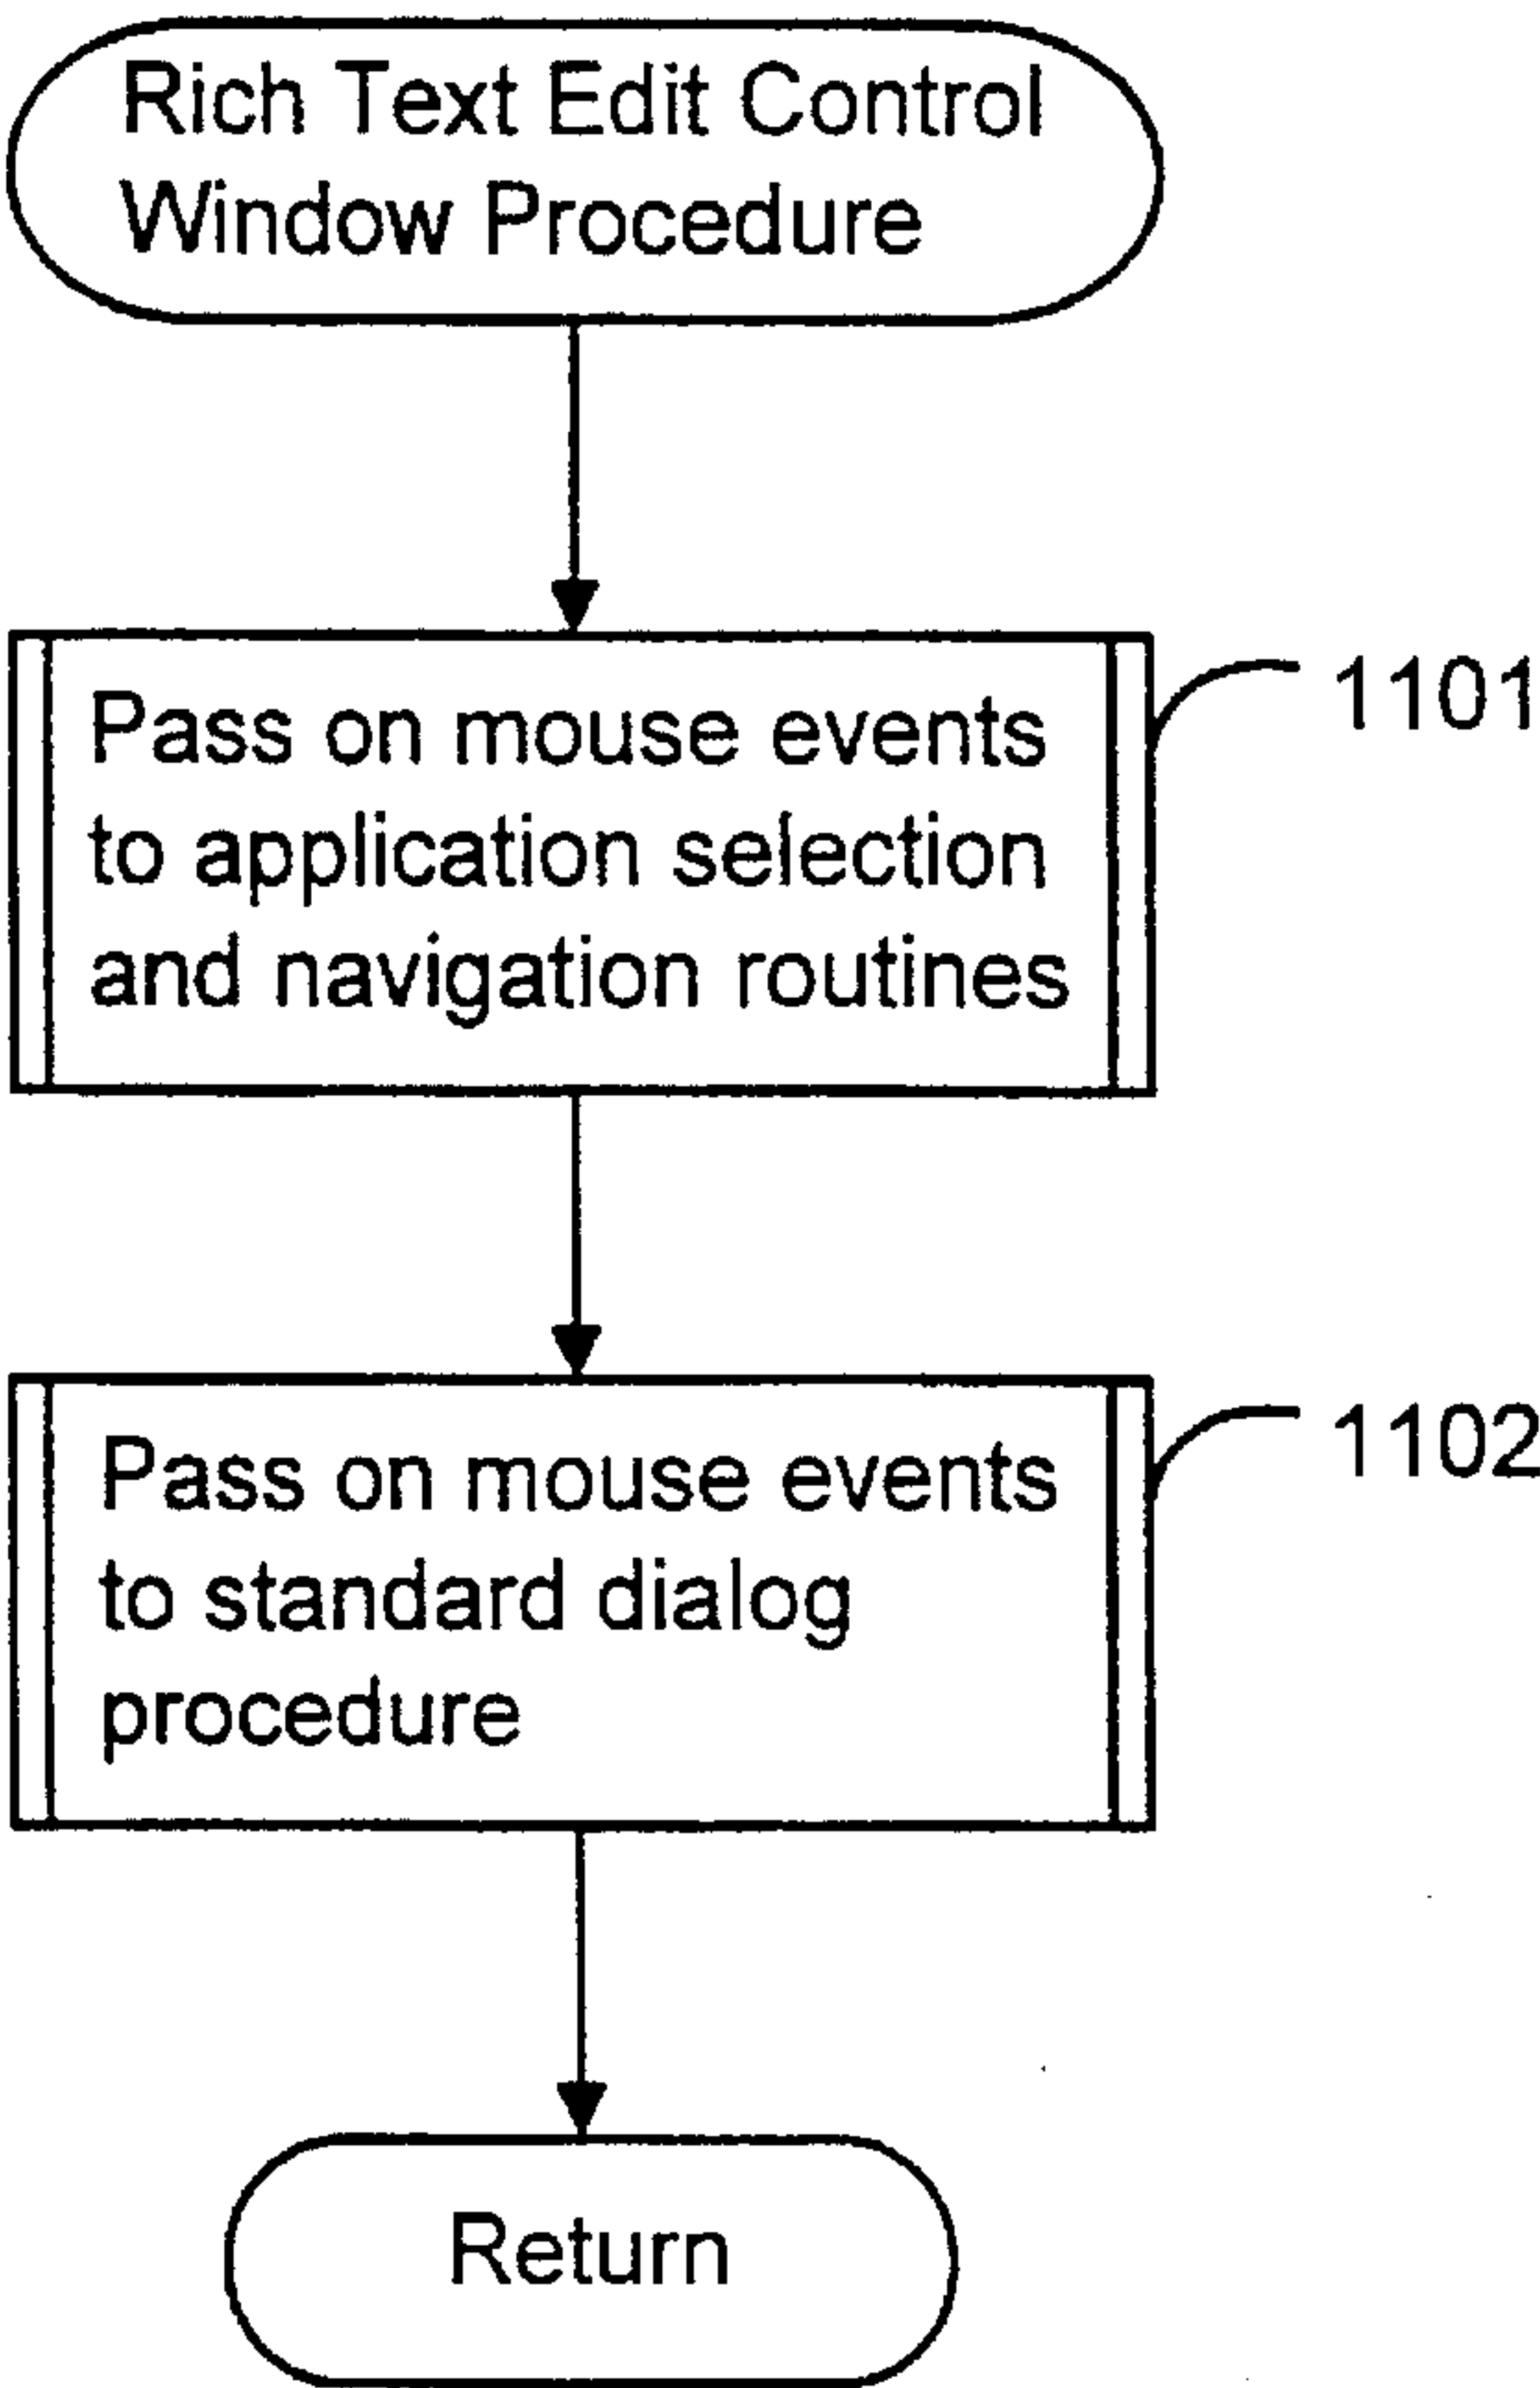 Rich Text Edit Control
Window Procedure
Pass on mouse events
to application selection
and navigation routines
1101
Pass on mouse events
to standard dialog
procedure
1102
Return